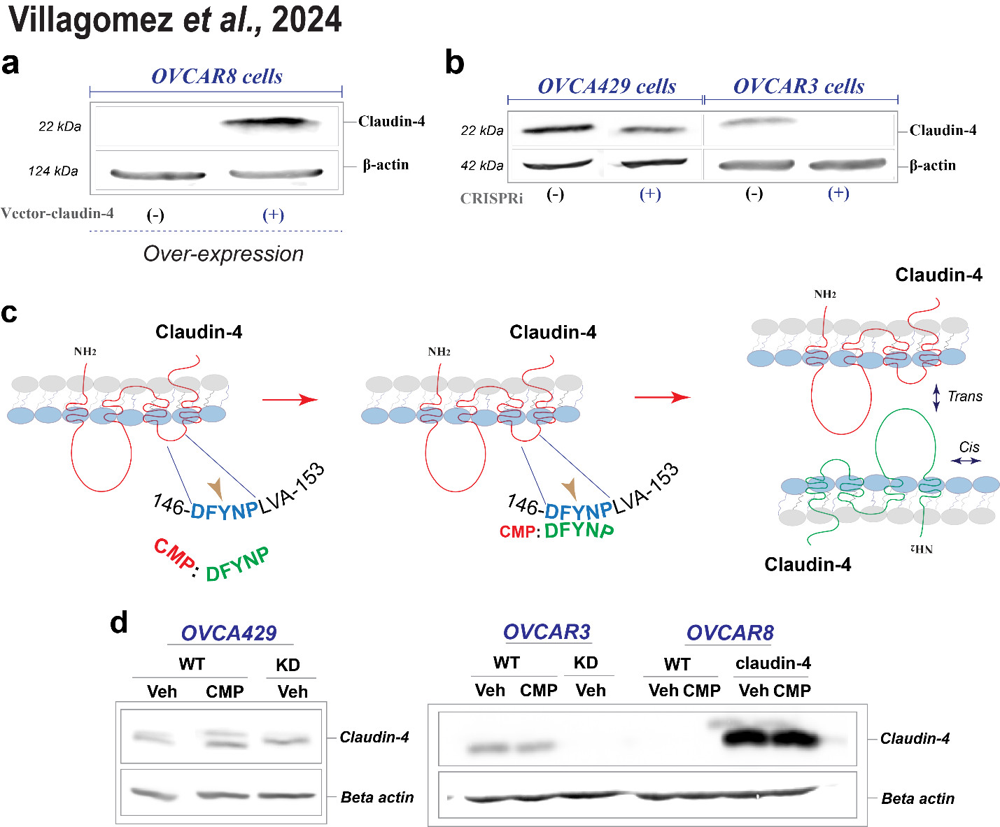 Villagomez et al., 2024
a
OVCAR8 cells
22 kDa
Claudin-4
124 kDa
β-actin
Vector-claudin-4 (-) (+)
Over-expression
b
OVCA429 cells OVCAR3 cells
22 kDa
Claudin-4
42 kDa
β-actin
CRISPRi (-) (+) (-) (+)
c
Claudin-4
NH2
146-DFYNPLVA-153
CMP: DFYNP
Claudin-4
NH2
146-DFYNPLVA-153
CMP: DFYNP
Claudin-4
NH2
Trans
Cis
NH2
Claudin-4
d
OVCA429
WT KD
Veh CMP Veh
Claudin-4
Beta actin
OVCAR3 OVCAR8
WT KD WT claudin-4
Veh CMP Veh Veh CMP Veh CMP
Claudin-4
Beta actin